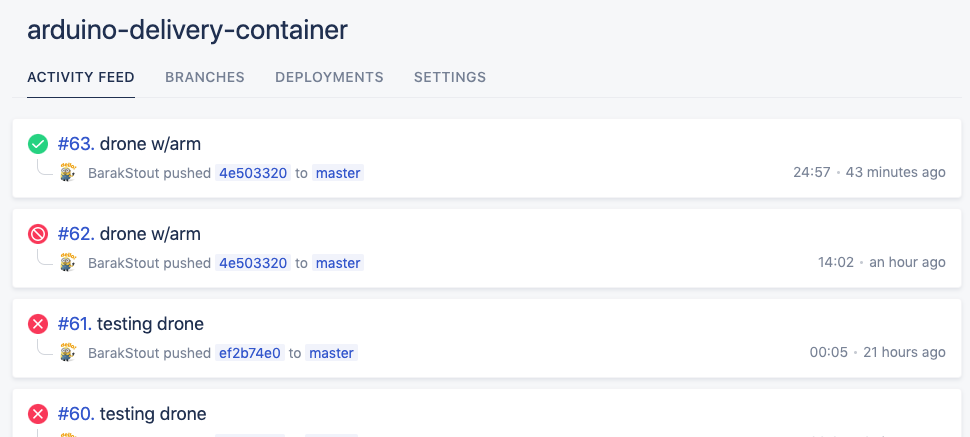 arduino-delivery-container
ACTIVITY FEED BRANCHES DEPLOYMENTS SETTINGS
#63. drone w/arm
BarakStout pushed 4e503320 to master 24:57 • 43 minutes ago
#62. drone w/arm
BarakStout pushed 4e503320 to master 14:02 • an hour ago
#61. testing drone
BarakStout pushed ef2b74e0 to master 00:05 • 21 hours ago
#60. testing drone